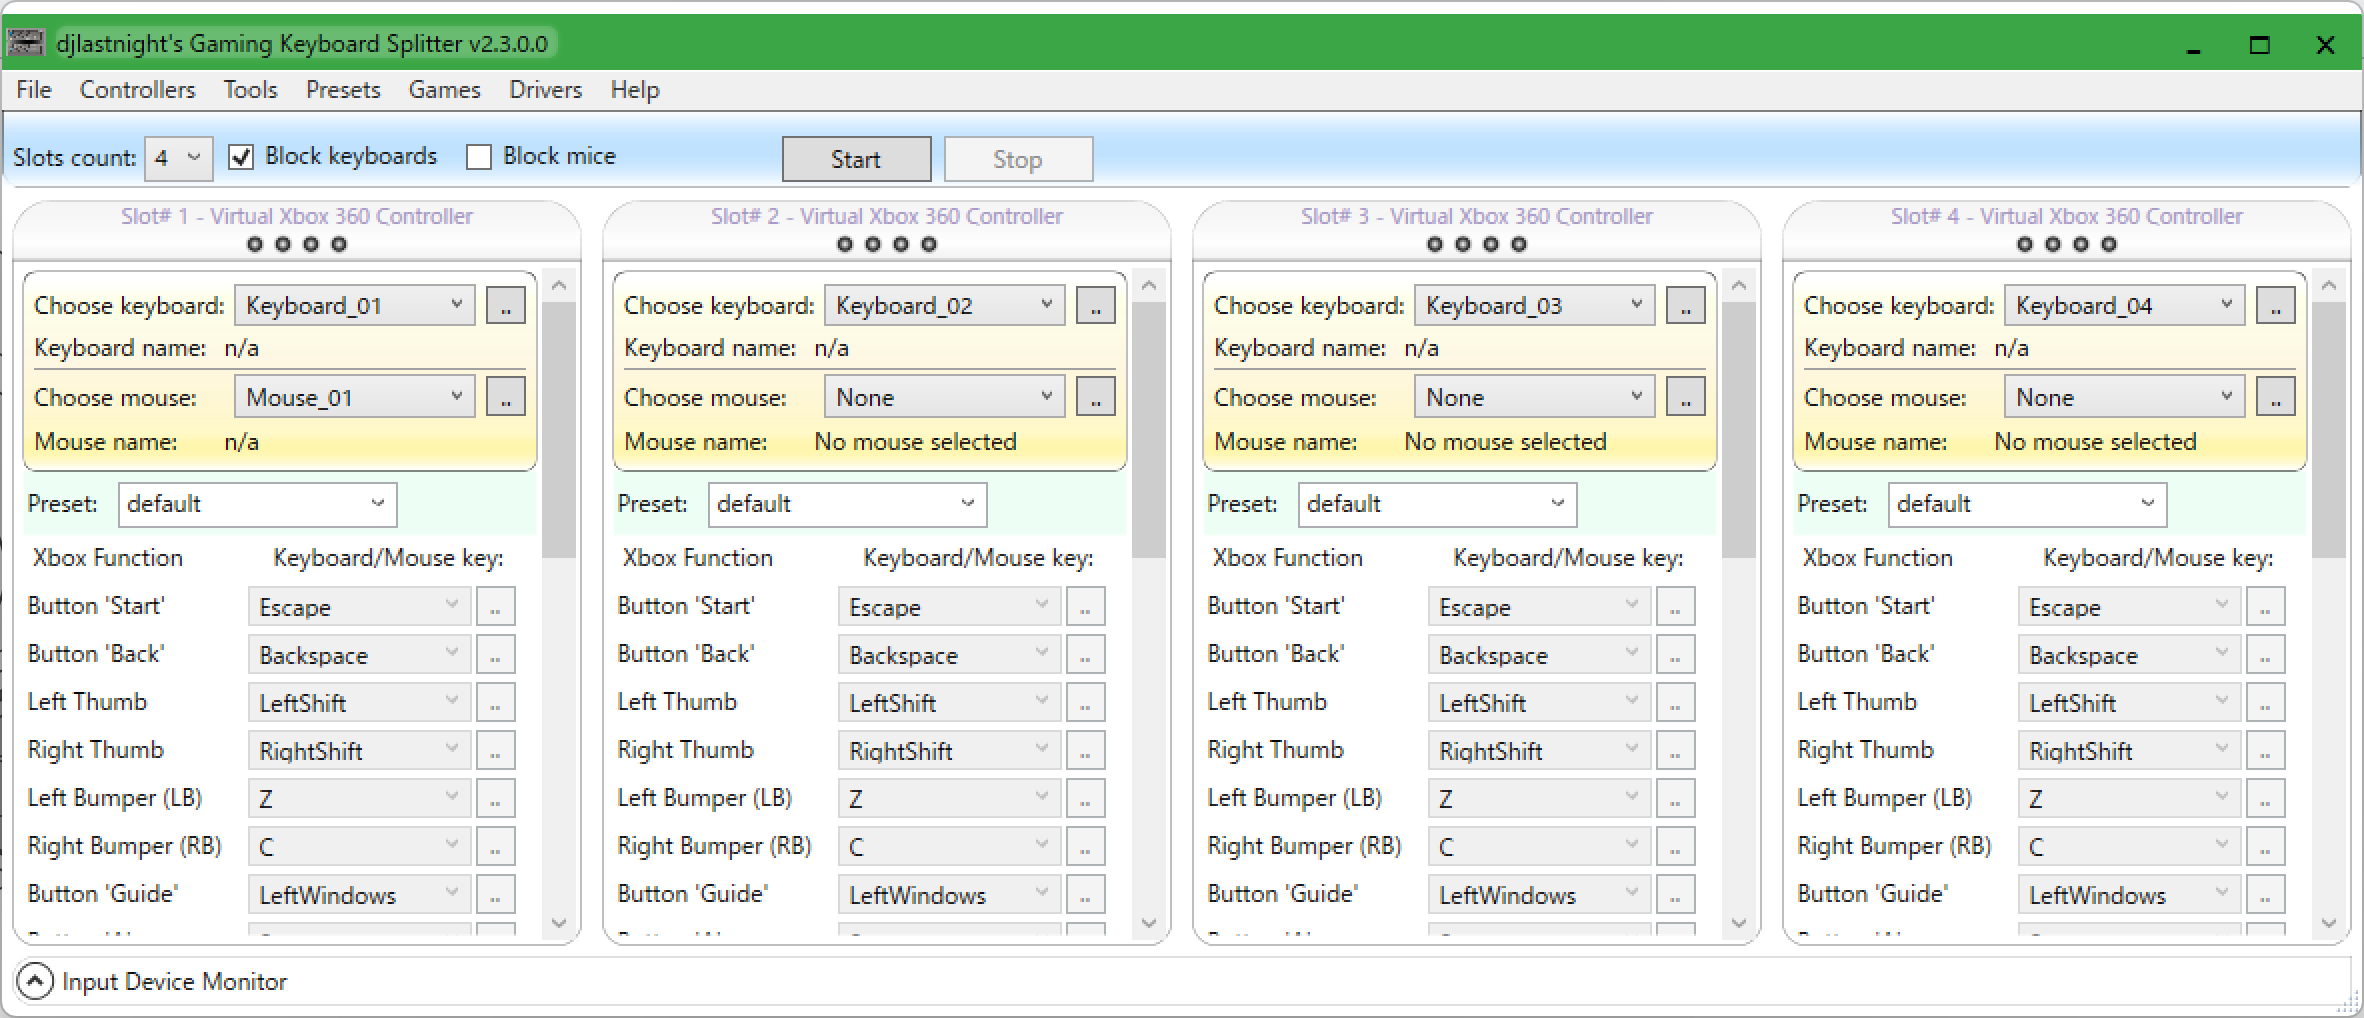 djlastnight's Gaming Keyboard Splitter v2.3.0.0
File Controllers Tools Presets Games Drivers Help
Slots count: 4 Block keyboards Block mice Start Stop
Slot# 1 - Virtual Xbox 360 Controller
Choose keyboard: Keyboard_01 ..
Keyboard name: n/a
Choose mouse: Mouse_01 ..
Mouse name: n/a
Preset: default
Xbox Function Keyboard/Mouse key:
Button 'Start' Escape ..
Button 'Back' Backspace ..
Left Thumb LeftShift ..
Right Thumb RightShift ..
Left Bumper (LB) Z ..
Right Bumper (RB) C ..
Button 'Guide' LeftWindows ..
Slot# 2 - Virtual Xbox 360 Controller
Choose keyboard: Keyboard_02 ..
Keyboard name: n/a
Choose mouse: None ..
Mouse name: No mouse selected
Preset: default
Xbox Function Keyboard/Mouse key:
Button 'Start' Escape ..
Button 'Back' Backspace ..
Left Thumb LeftShift ..
Right Thumb RightShift ..
Left Bumper (LB) Z ..
Right Bumper (RB) C ..
Button 'Guide' LeftWindows ..
Slot# 3 - Virtual Xbox 360 Controller
Choose keyboard: Keyboard_03 ..
Keyboard name: n/a
Choose mouse: None ..
Mouse name: No mouse selected
Preset: default
Xbox Function Keyboard/Mouse key:
Button 'Start' Escape ..
Button 'Back' Backspace ..
Left Thumb LeftShift ..
Right Thumb RightShift ..
Left Bumper (LB) Z ..
Right Bumper (RB) C ..
Button 'Guide' LeftWindows ..
Slot# 4 - Virtual Xbox 360 Controller
Choose keyboard: Keyboard_04 ..
Keyboard name: n/a
Choose mouse: None ..
Mouse name: No mouse selected
Preset: default
Xbox Function Keyboard/Mouse key:
Button 'Start' Escape ..
Button 'Back' Backspace ..
Left Thumb LeftShift ..
Right Thumb RightShift ..
Left Bumper (LB) Z ..
Right Bumper (RB) C ..
Button 'Guide' LeftWindows ..
Input Device Monitor